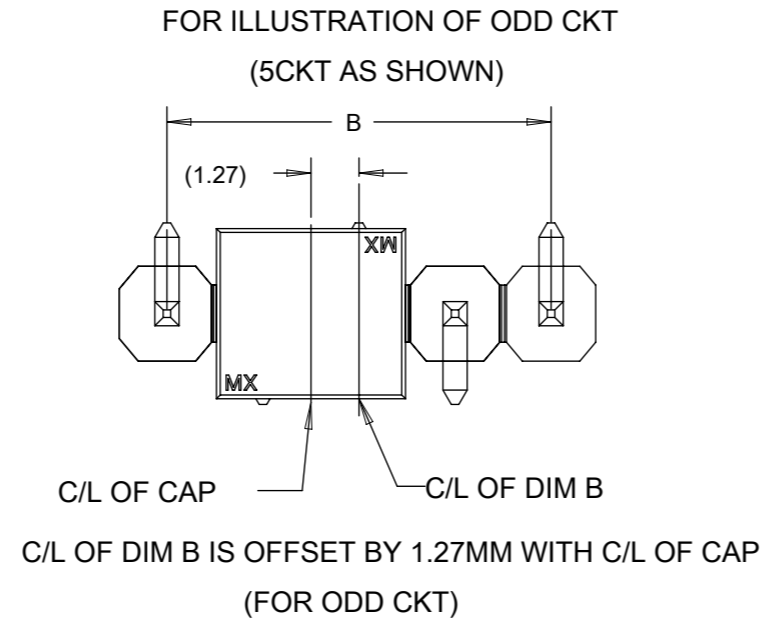 FOR ILLUSTRATION OF ODD CKT
(5CKT AS SHOWN)
B
(1.27)
MX
MX
C/L OF CAP
C/L OF DIM B
C/L OF DIM B IS OFFSET BY 1.27MM WITH C/L OF CAP
(FOR ODD CKT)